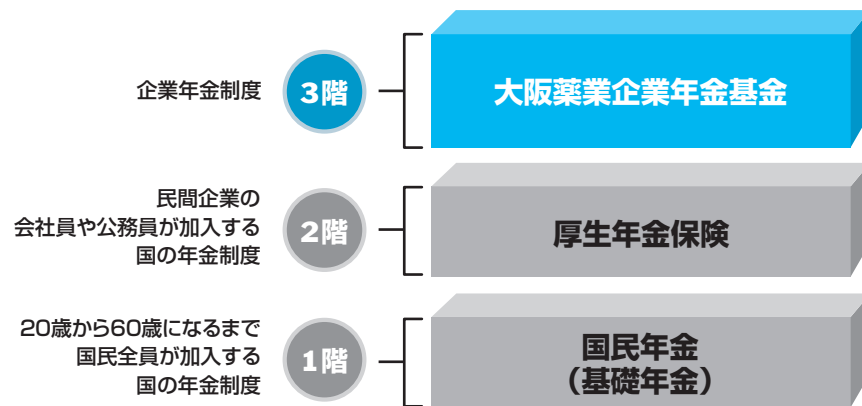 企業年金制度
3階
大阪薬業企業年金基金
民間企業の
会社員や公務員が加入する
国の年金制度
2階
厚生年金保険
20歳から60歳になるまで
国民全員が加入する
国の年金制度
1階
国民年金
（基礎年金）